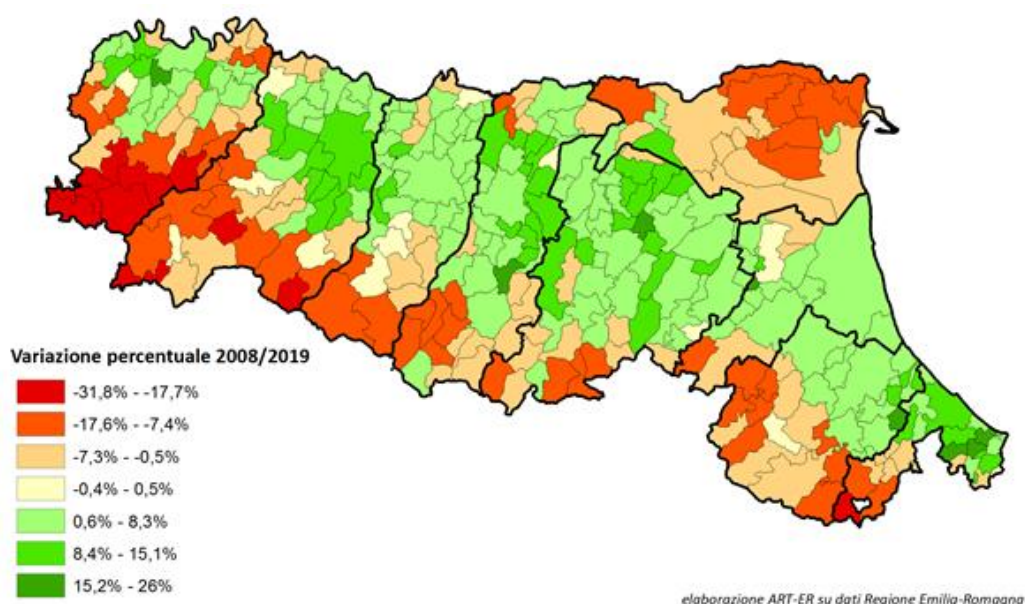 Variazione percentuale 2008/2019
-31,8% - -17,7%
-17,6% - -7,4%
-7,3% - -0,5%
-0,4% - 0,5%
0,6% - 8,3%
8,4% - 15,1%
15,2% - 26%
elaborazione ART-ER su dati Regione Emilia-Romagna